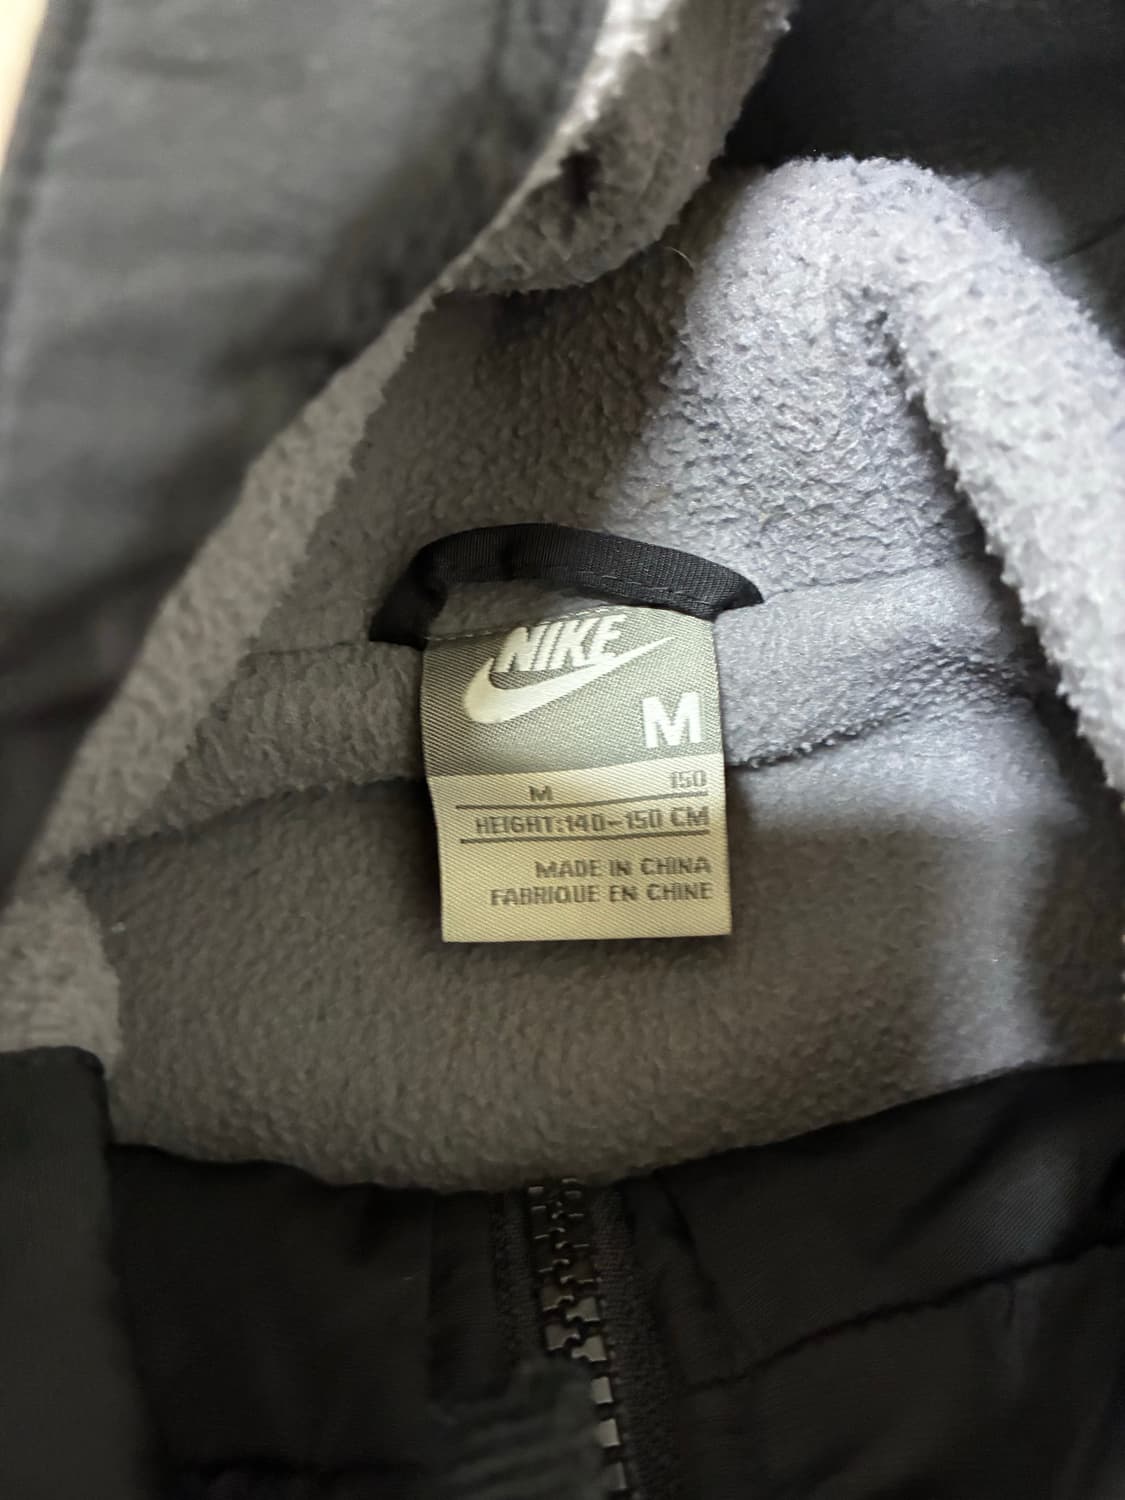 NIKE
M
M 150
HEIGHT:140-150 CM
MADE IN CHINA
FABRIQUE EN CHINE